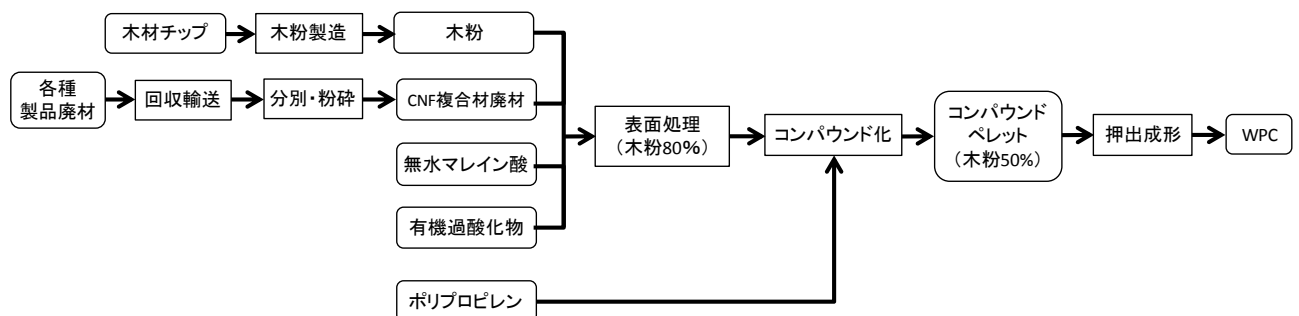 木材チップ
木粉製造
木粉
各種
製品廃材
回収輸送
分別・粉砕
CNF複合材廃材
無水マレイン酸
有機過酸化物
ポリプロピレン
表面処理
（木粉80%）
コンパウンド化
コンパウンド
ペレット
（木粉50%）
押出成形
WPC